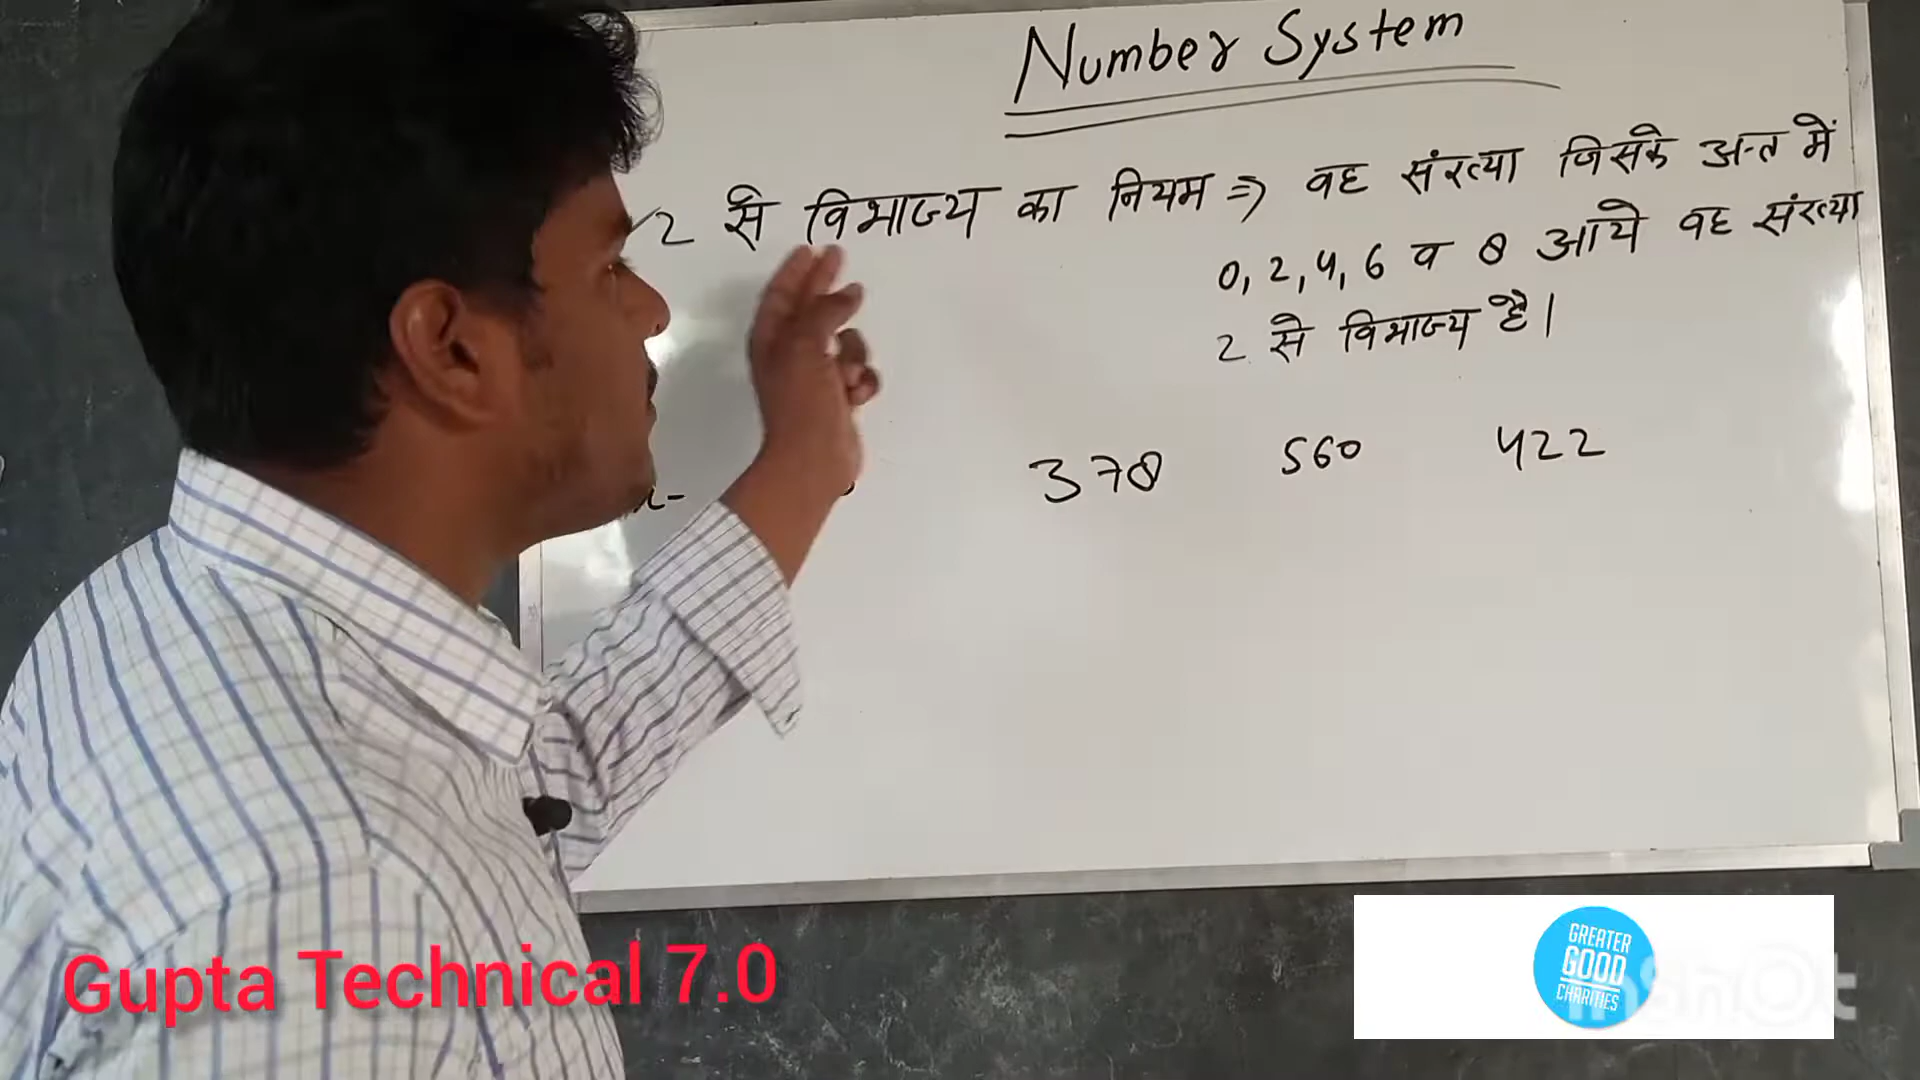 Number System
2 से विभाज्य का नियम ⇒ वह संख्या जिसके अन्त में
0, 2, 4, 6 व 8 आये वह संख्या
2 से विभाज्य है।
378 560 422
Gupta Technical 7.0
GREATER
GOOD
CHARITIES